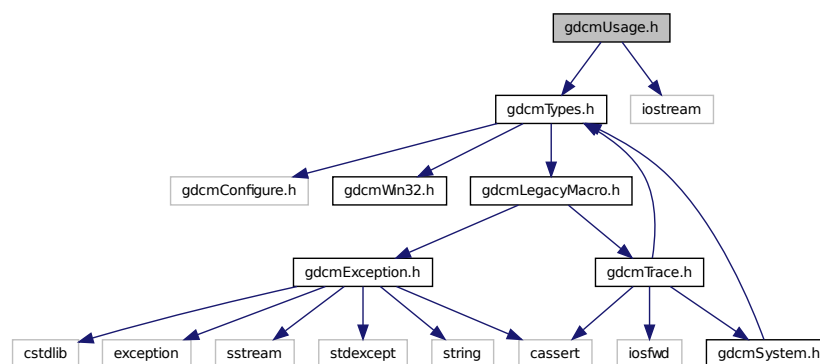 gdcmUsage.h
gdcmTypes.h
iostream
gdcmConfigure.h
gdcmWin32.h
gdcmLegacyMacro.h
gdcmException.h
gdcmTrace.h
cstdlib
exception
sstream
stdexcept
string
cassert
iosfwd
gdcmSystem.h